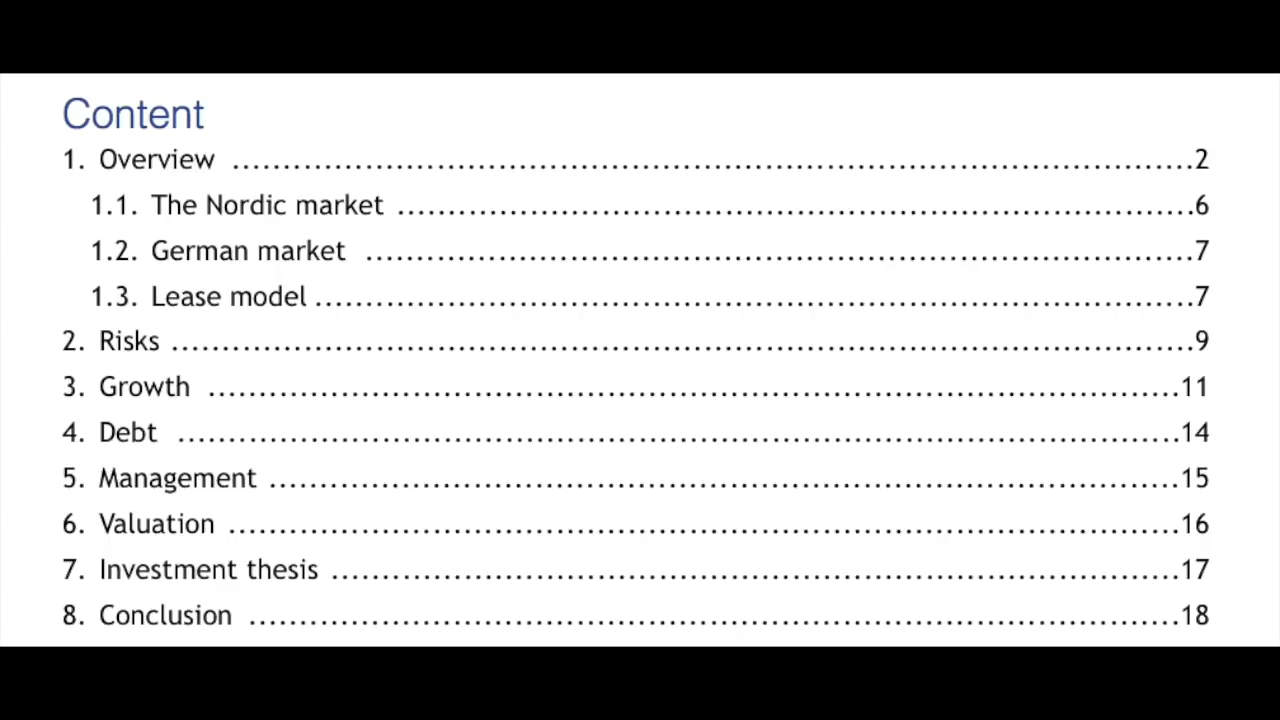 Content
1. Overview ........................................................................................2
1.1. The Nordic market ........................................................................6
1.2. German market ............................................................................7
1.3. Lease model ................................................................................7
2. Risks .............................................................................................9
3. Growth .........................................................................................11
4. Debt ............................................................................................14
5. Management .................................................................................15
6. Valuation ......................................................................................16
7. Investment thesis ...........................................................................17
8. Conclusion ....................................................................................18